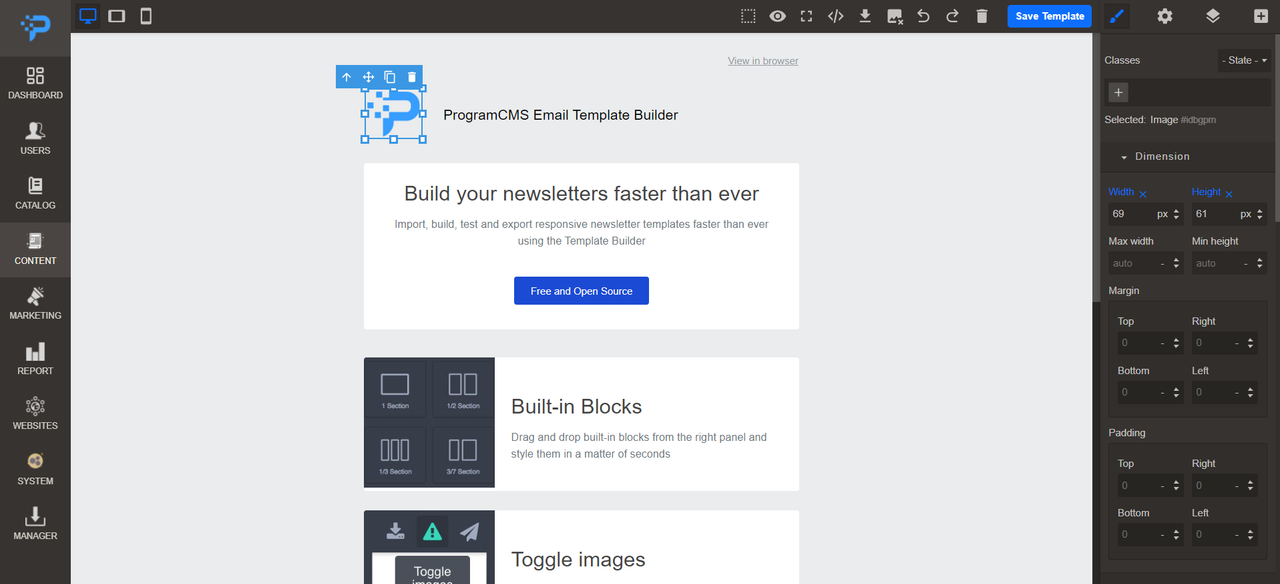 Save Template
DASHBOARD
USERS
CATALOG
CONTENT
MARKETING
REPORT
WEBSITES
SYSTEM
MANAGER
View in browser
ProgramCMS Email Template Builder
Build your newsletters faster than ever
Import, build, test and export responsive newsletter templates faster than ever
using the Template Builder
Free and Open Source
1 Section
1/2 Section
1/3 Section
3/7 Section
Built-in Blocks
Drag and drop built-in blocks from the right panel and
style them in a matter of seconds
Toggle
images
Toggle images
Classes
- State -
Selected: Image #idbgpm
Dimension
Width Height
69 px 61 px
Max width Min height
auto - auto -
Margin
Top Right
0 - 0 -
Bottom Left
0 - 0 -
Padding
Top Right
0 - 0 -
Bottom Left
0 - 0 -